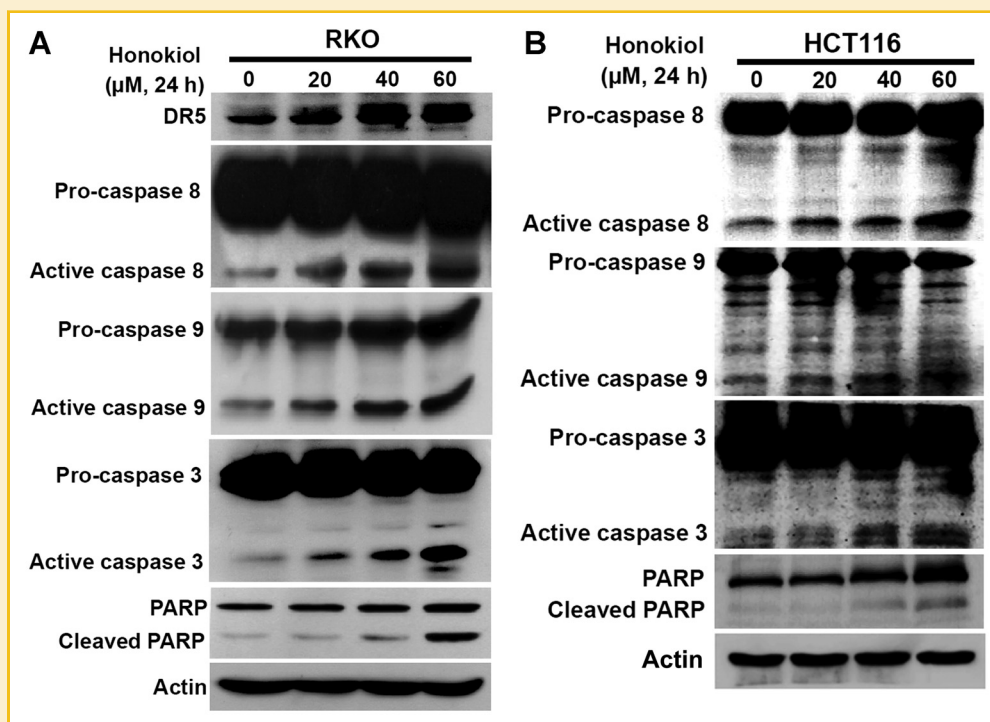 A
Honokiol
(µM, 24 h)
RKO
0 20 40 60
DR5
Pro-caspase 8
Active caspase 8
Pro-caspase 9
Active caspase 9
Pro-caspase 3
Active caspase 3
PARP
Cleaved PARP
Actin
B
Honokiol
(µM, 24 h)
HCT116
0 20 40 60
Pro-caspase 8
Active caspase 8
Pro-caspase 9
Active caspase 9
Pro-caspase 3
Active caspase 3
PARP
Cleaved PARP
Actin